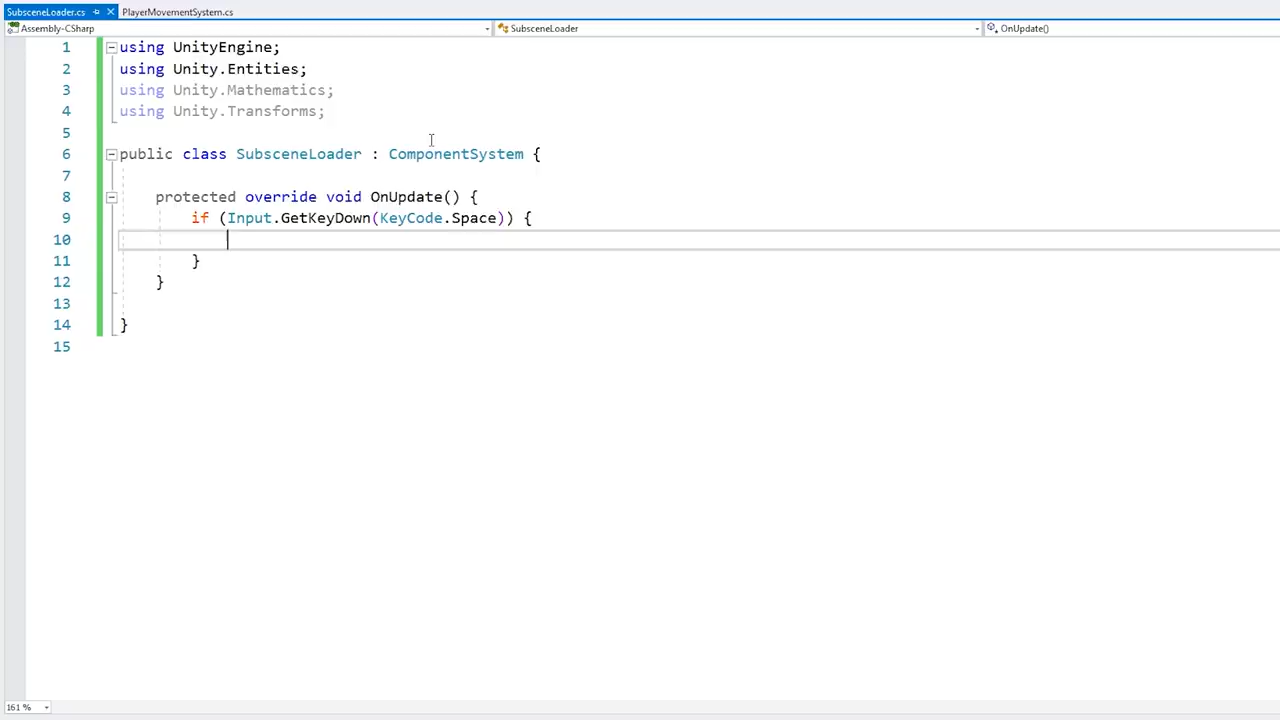 SubsceneLoader.cs PlayerMovementSystem.cs
Assembly-CSharp SubsceneLoader OnUpdate()
1 using UnityEngine;
2 using Unity.Entities;
3 using Unity.Mathematics;
4 using Unity.Transforms;
5
6 public class SubsceneLoader : ComponentSystem {
7
8 protected override void OnUpdate() {
9 if (Input.GetKeyDown(KeyCode.Space)) {
10
11 }
12 }
13
14 }
15
161 %